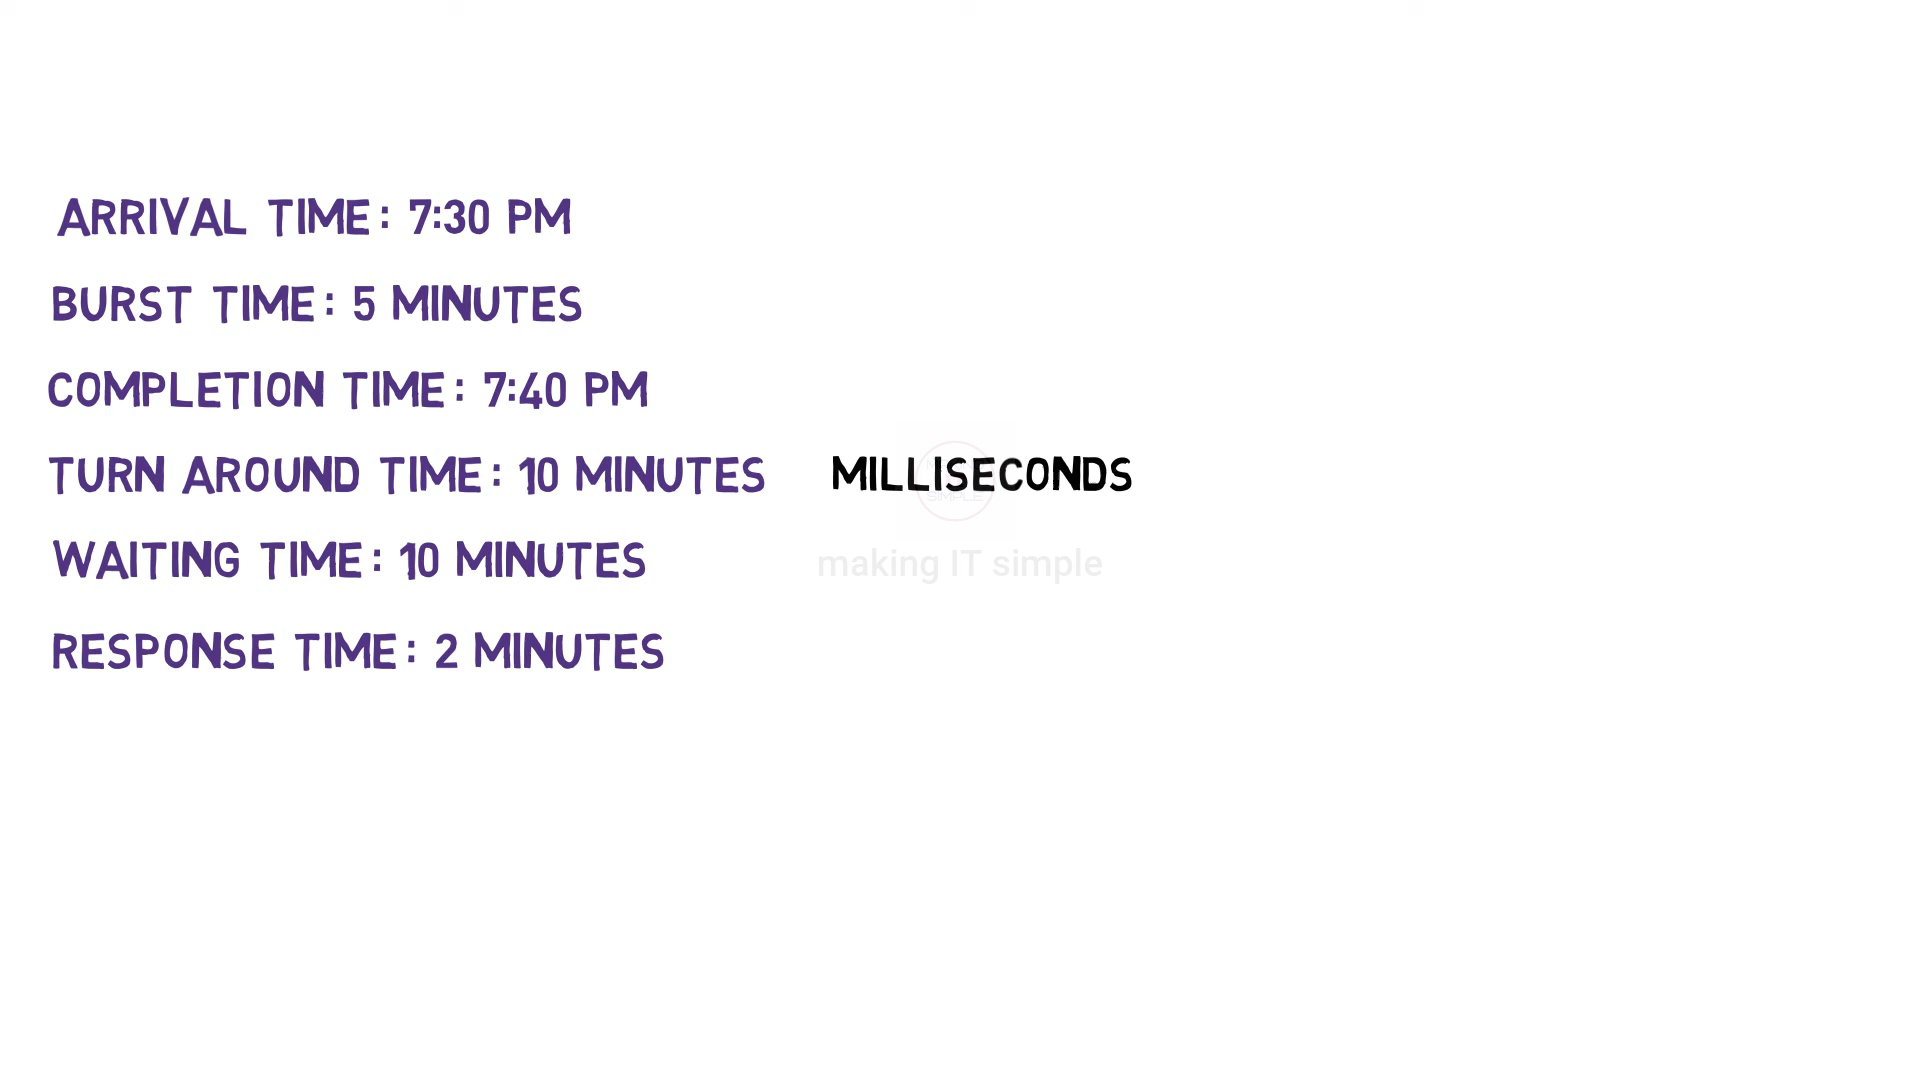 ARRIVAL TIME: 7:30 PM
BURST TIME: 5 MINUTES
COMPLETION TIME: 7:40 PM
TURN AROUND TIME: 10 MINUTES MILLISECONDS
SIMPLE
WAITING TIME: 10 MINUTES
making IT simple
RESPONSE TIME: 2 MINUTES